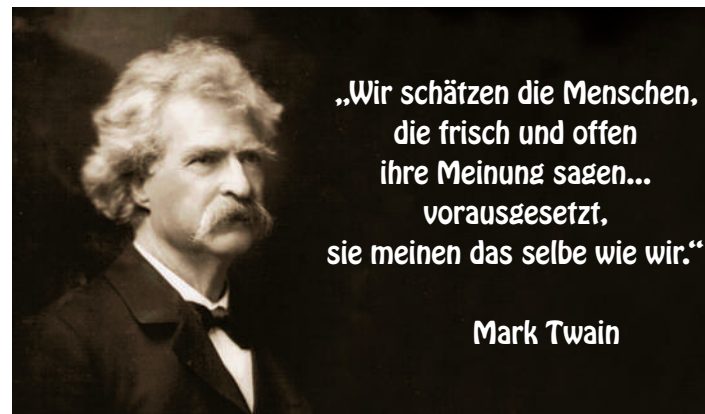 „Wir schätzen die Menschen,
die frisch und offen
ihre Meinung sagen...
vorausgesetzt,
sie meinen das selbe wie wir.“
Mark Twain